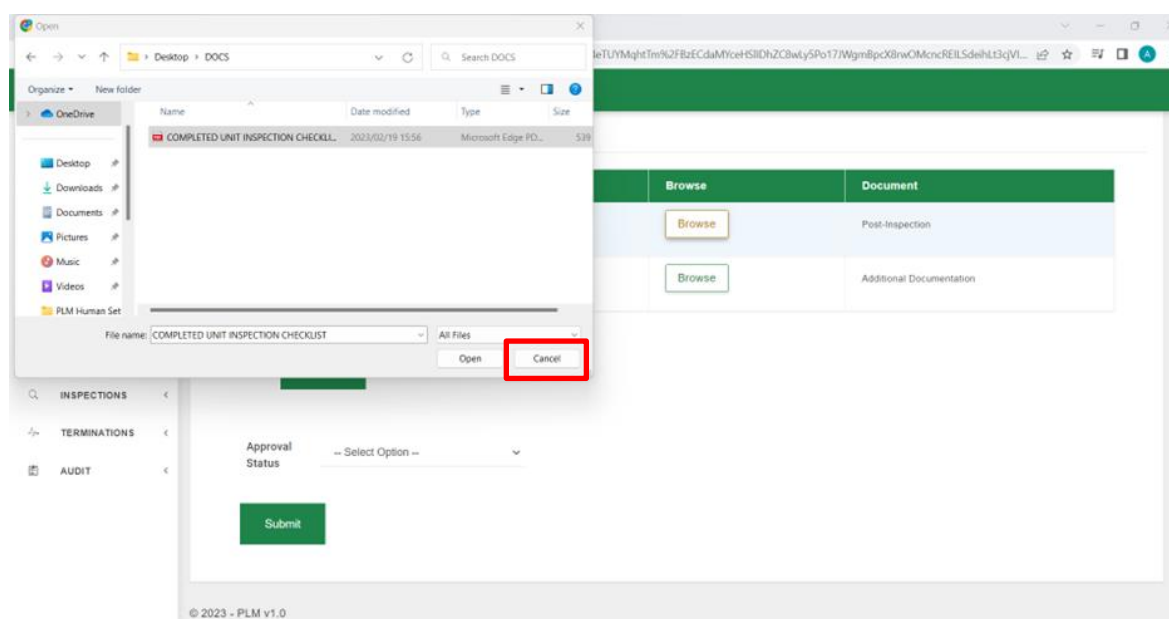 Open
Desktop > DOCS
Search DOCS
Organize
New folder
OneDrive
Desktop
Downloads
Documents
Pictures
Music
Videos
PLM Human Set
Name
Date modified
Type
Size
COMPLETED UNIT INSPECTION CHECKLI...
2023/02/19 15:56
Microsoft Edge PD...
539
File name:
COMPLETED UNIT INSPECTION CHECKLIST
All Files
Open
Cancel
A
Browse
Document
Browse
Post-Inspection
Browse
Additional Documentation
INSPECTIONS
TERMINATIONS
AUDIT
Approval
Status
-- Select Option --
Submit
© 2023 - PLM v1.0